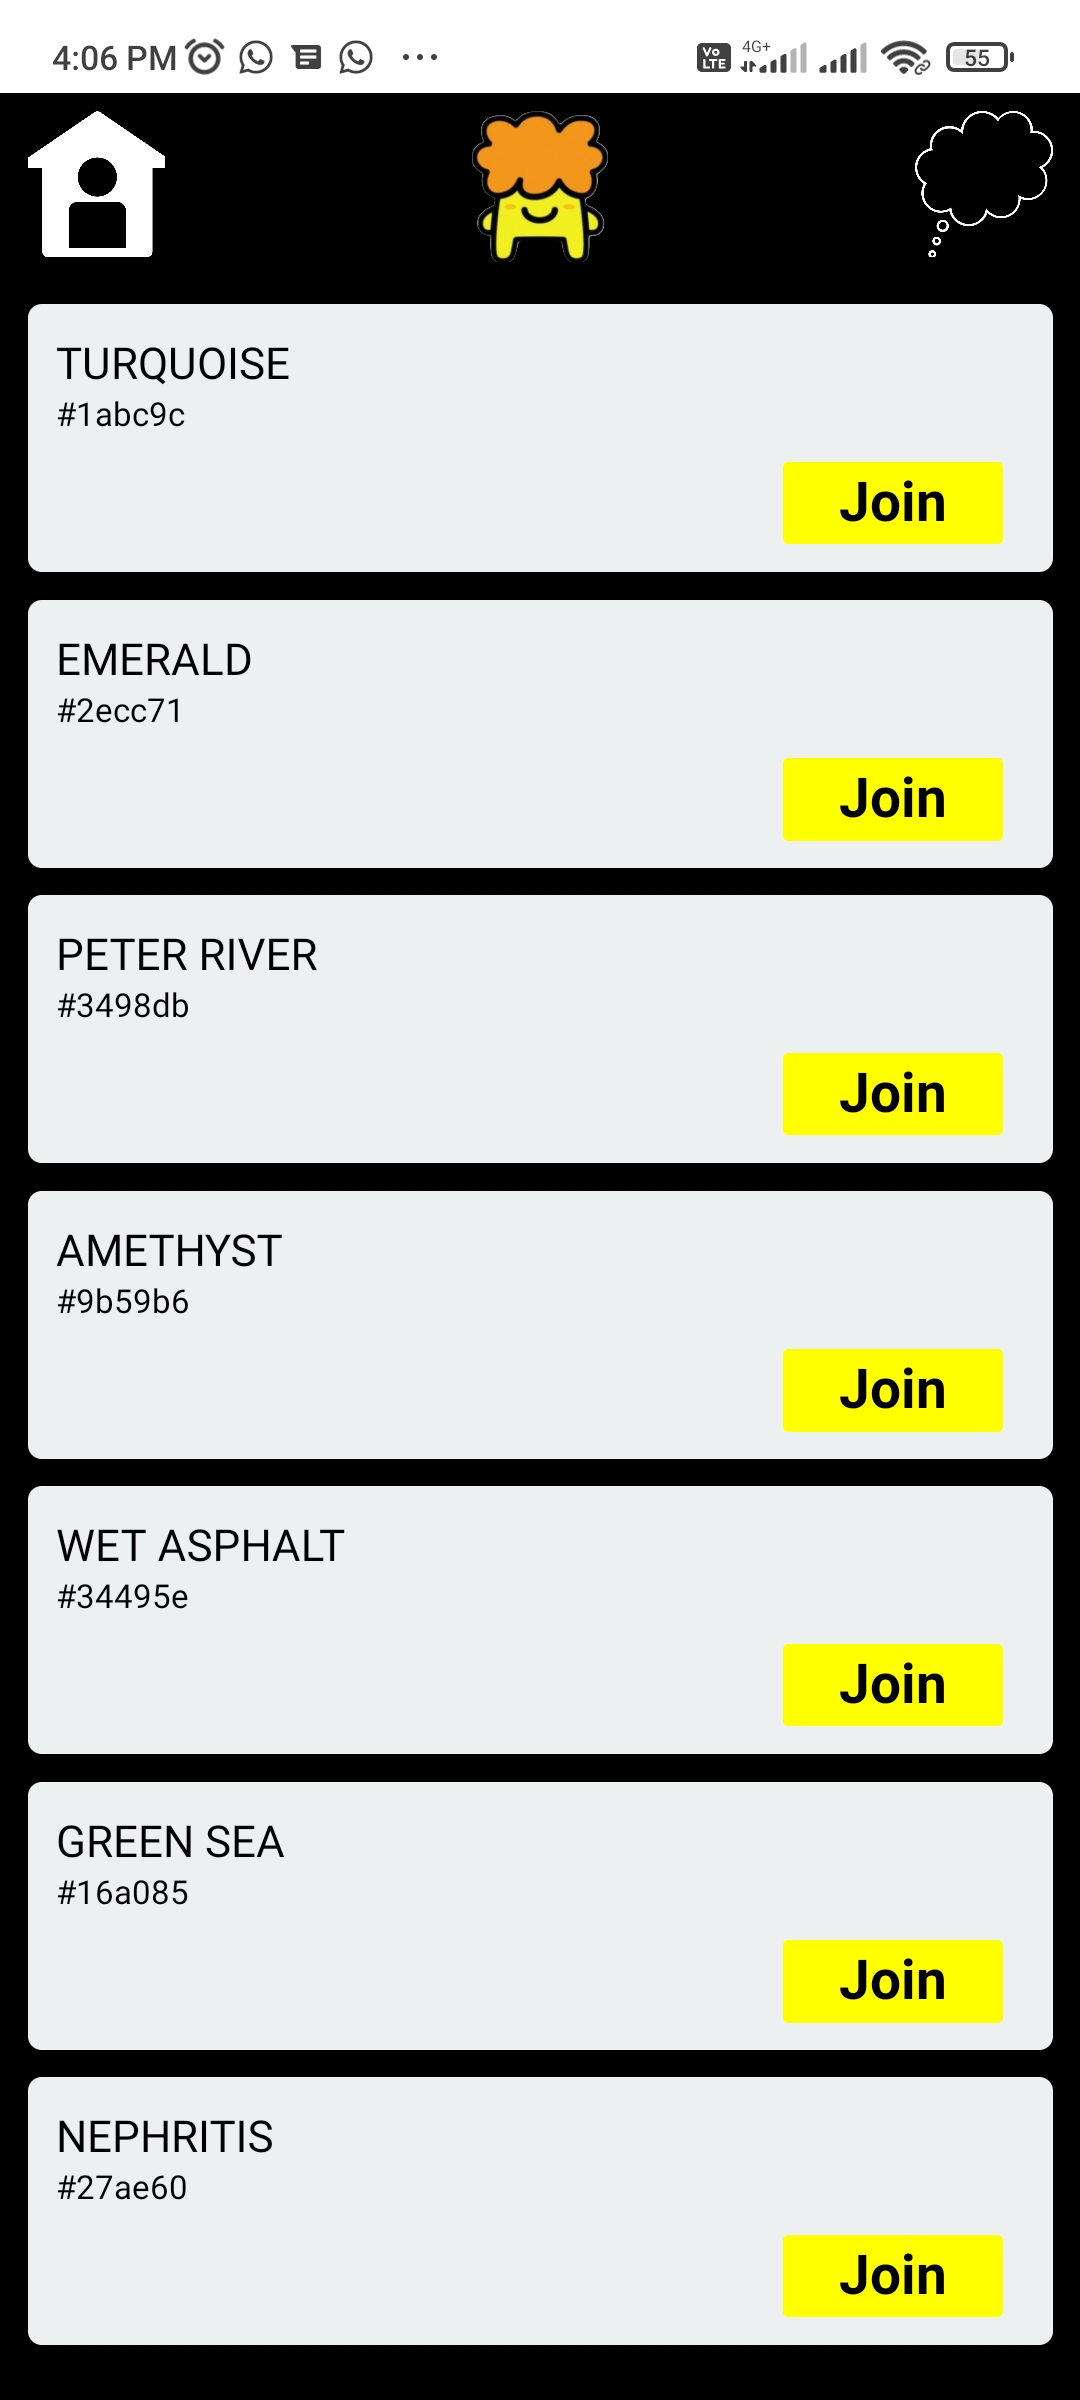 4:06 PM
Vo
LTE
4G+
55
TURQUOISE
#1abc9c
Join
EMERALD
#2ecc71
Join
PETER RIVER
#3498db
Join
AMETHYST
#9b59b6
Join
WET ASPHALT
#34495e
Join
GREEN SEA
#16a085
Join
NEPHRITIS
#27ae60
Join